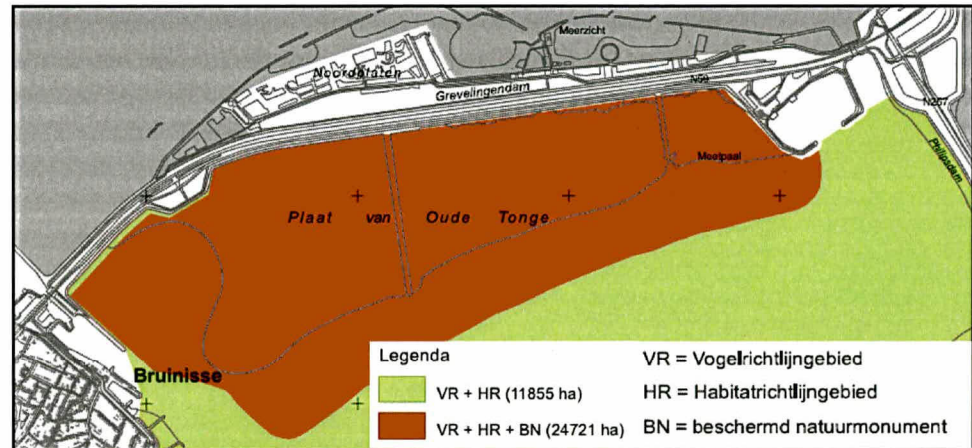 Meerzicht
Noordplaten
Grevelingendam
N59
N257
Philipsdam
Meetpaal
Plaat van Oude Tonge
Bruinisse
Legenda
VR + HR (11855 ha)
VR + HR + BN (24721 ha)
VR = Vogelrichtlijngebied
HR = Habitatrichtlijngebied
BN = beschermd natuurmonument